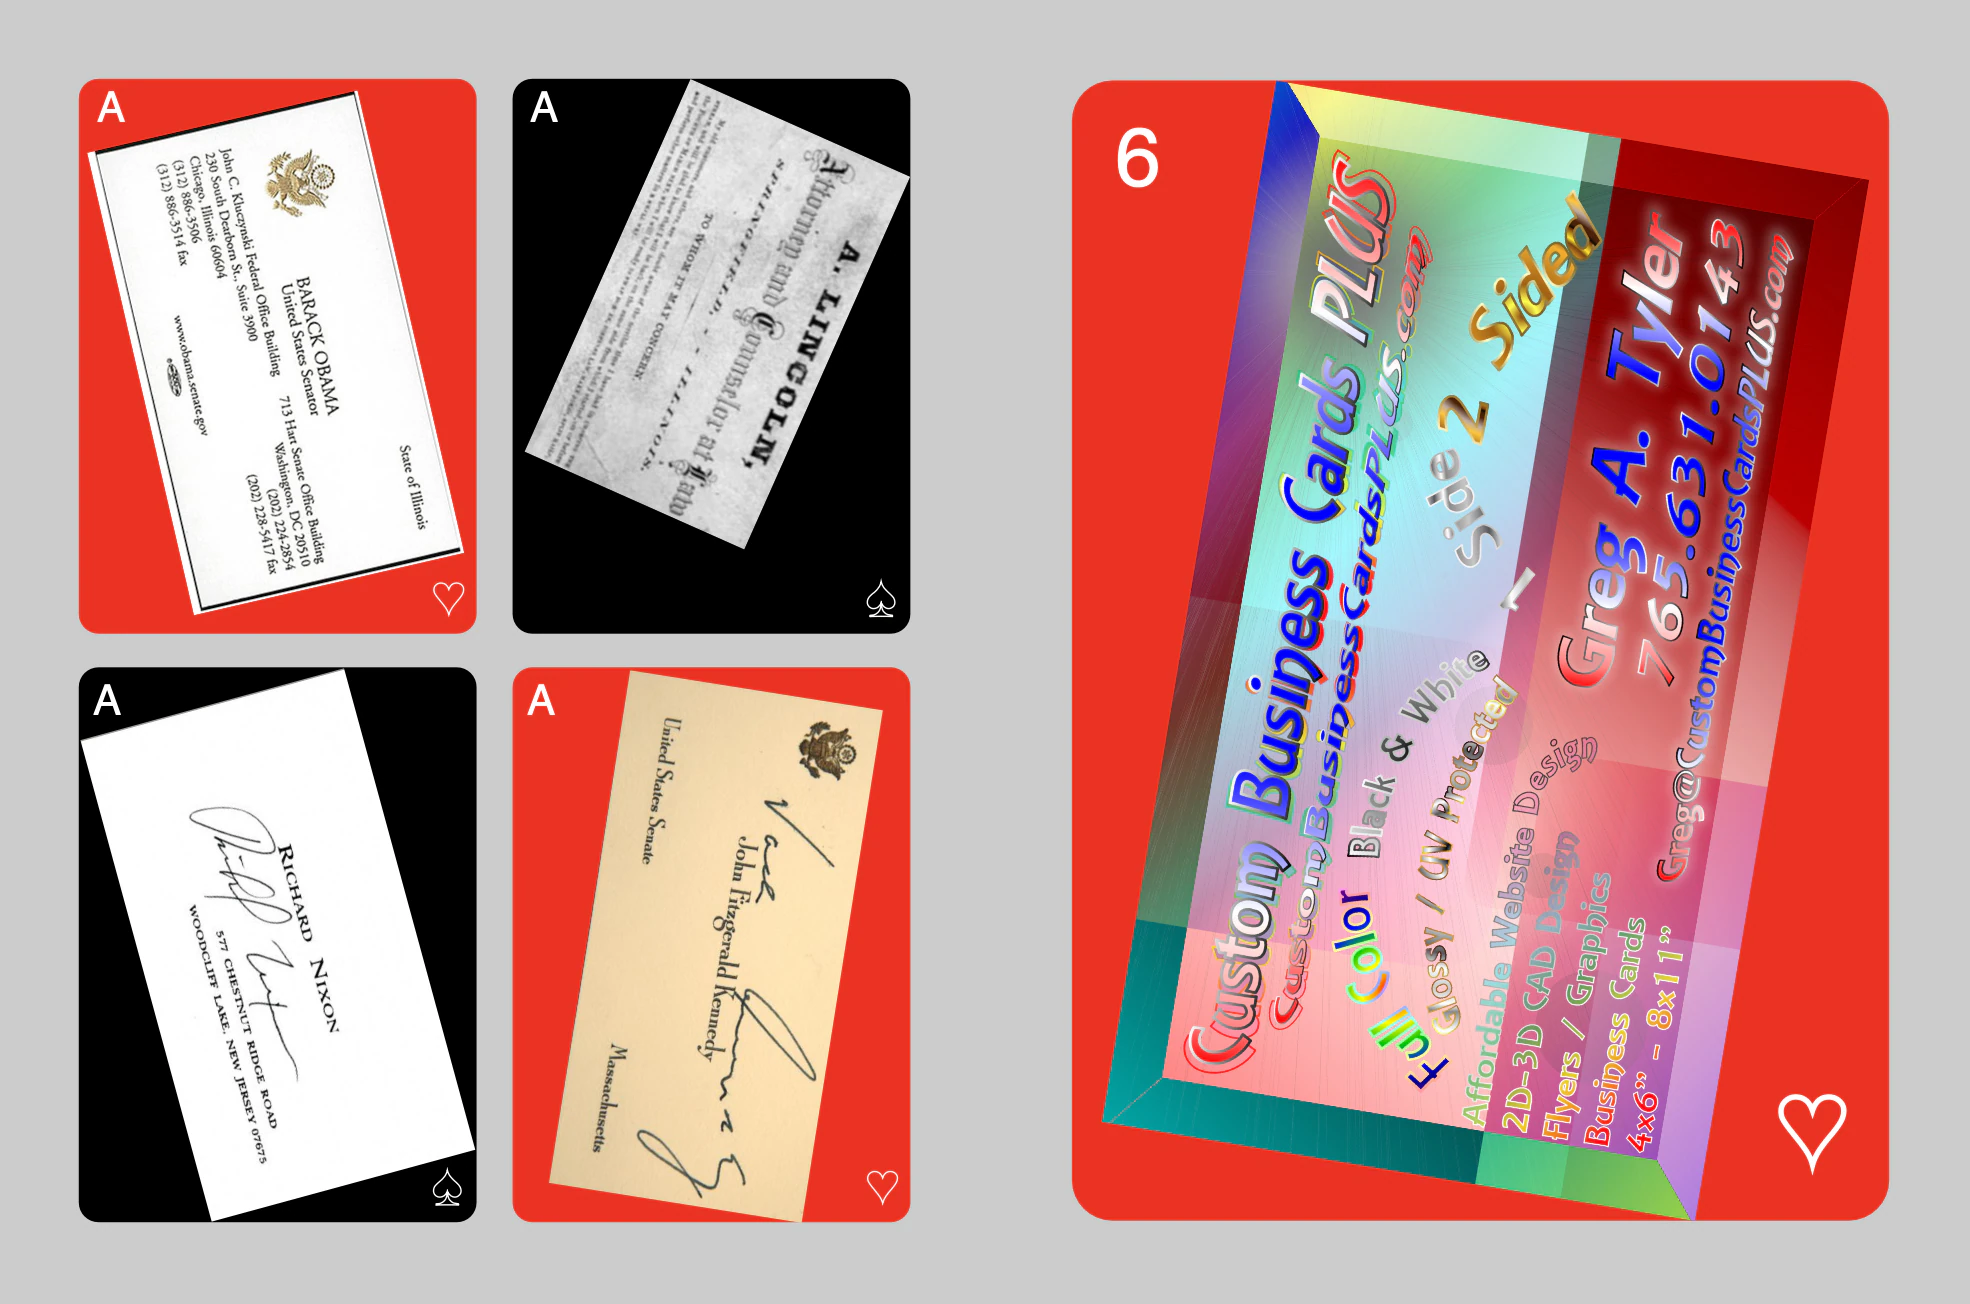 A
BARACK OBAMA
United States Senator
State of Illinois
John C. Kluczynski Federal Office Building
230 South Dearborn St., Suite 3900
Chicago, Illinois 60604
(312) 886-3506
(312) 886-3514 fax
713 Hart Senate Office Building
Washington, DC 20510
(202) 224-2854
(202) 228-5417 fax
www.obama.senate.gov
A
A. LINCOLN,
Attorney and Counselor at Law
SPRINGFIELD, - - ILLINOIS.
TO WHOM IT MAY CONCERN:
A
RICHARD NIXON
577 CHESTNUT RIDGE ROAD
WOODCLIFF LAKE, NEW JERSEY 07675
A
John Fitzgerald Kennedy
United States Senate
Massachusetts
6
Custom Business Cards PLUS
CustomBusinessCardsPLUS.com
Full Color
Black & White
Side 1
Side 2
Sided
Glossy / UV Protected
Affordable Website Design
2D-3D CAD Design
Flyers / Graphics
Business Cards
4x6” - 8x11”
Greg A. Tyler
765.631.0143
Greg@CustomBusinessCardsPLUS.com